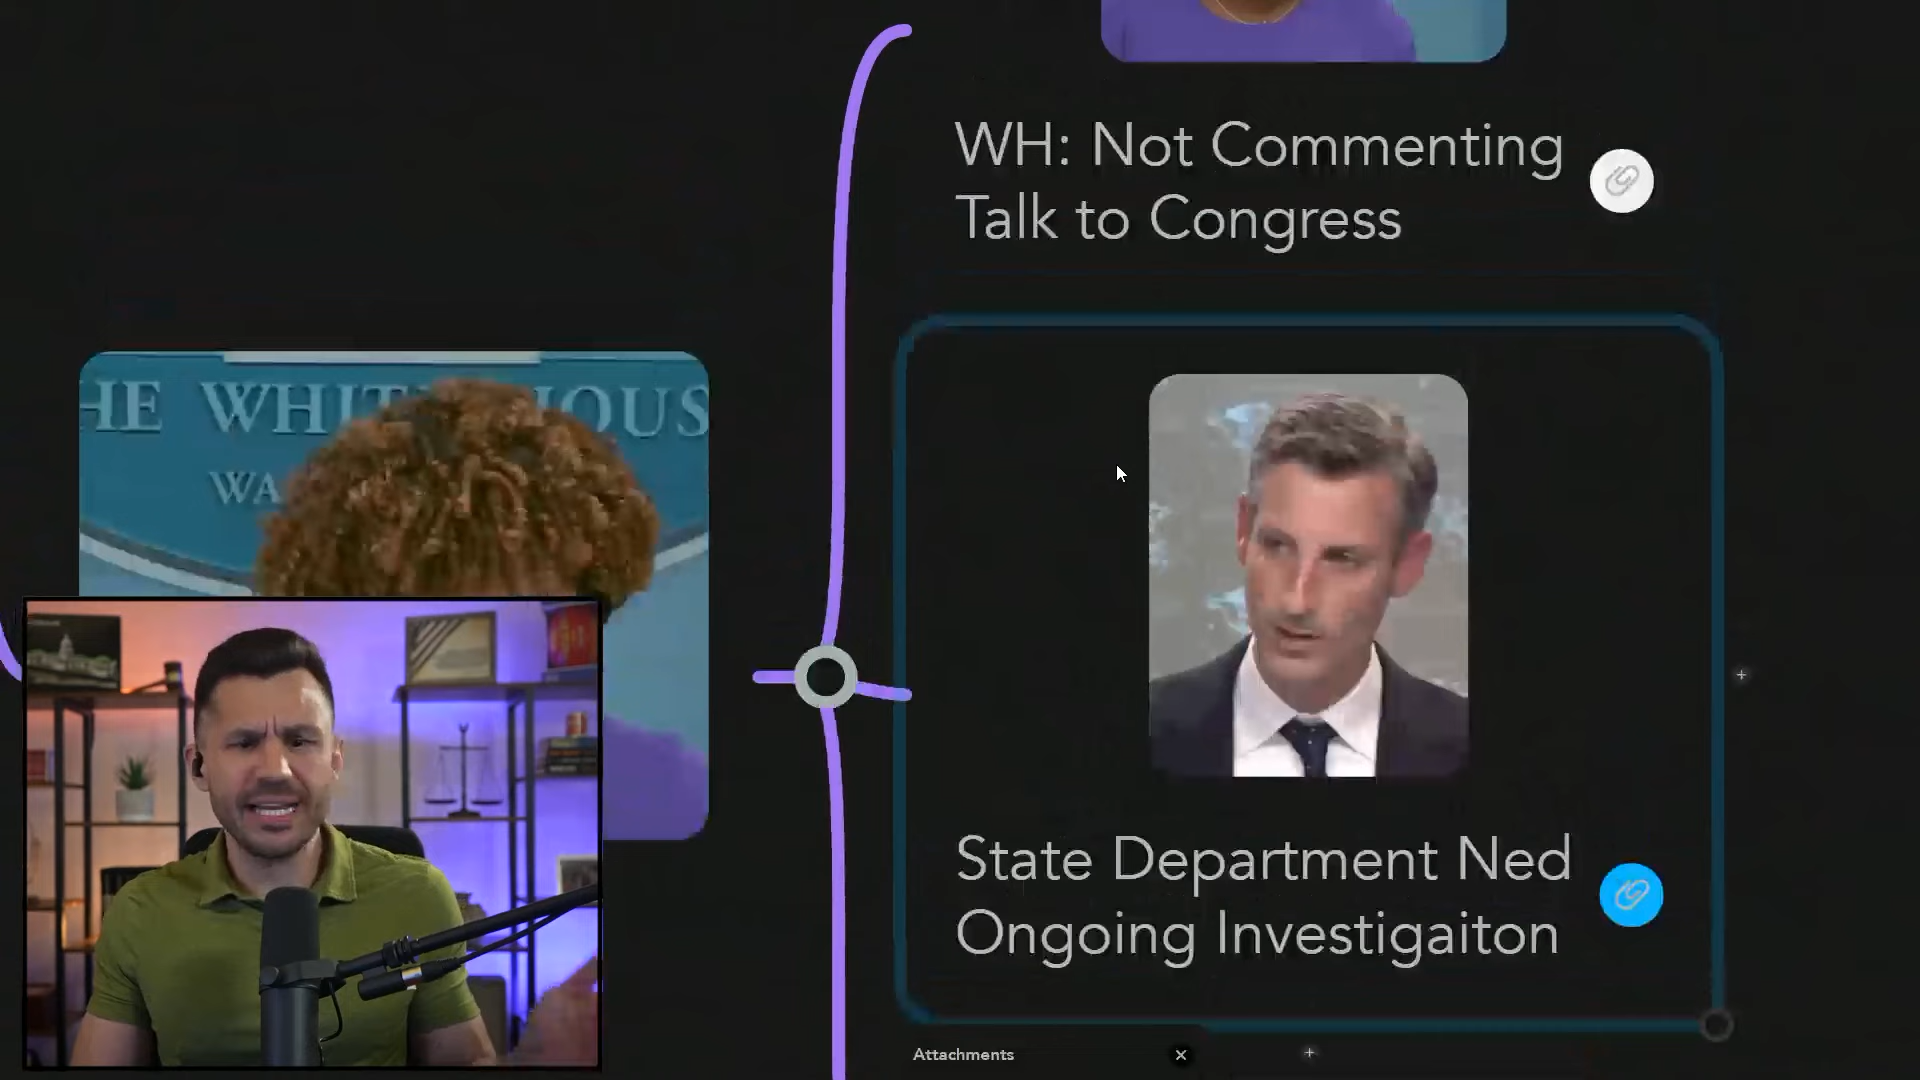 WH: Not Commenting
Talk to Congress
HE WHIT HOUS
WA
State Department Ned
Ongoing Investigaiton
Attachments